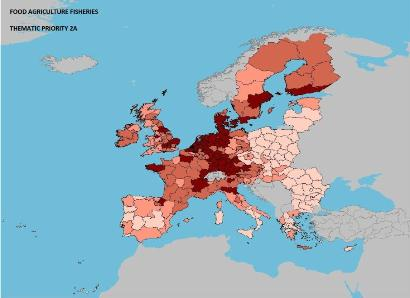 FOOD AGRICULTURE FISHERIES
THEMATIC PRIORITY 2A